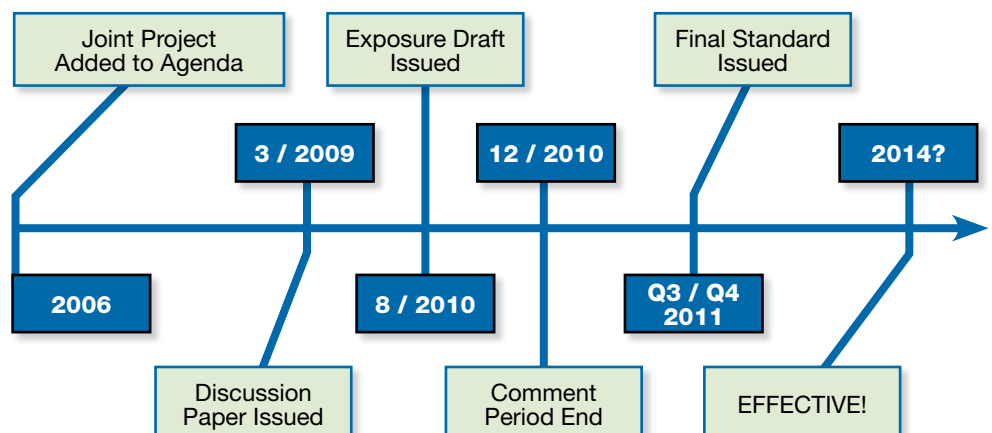 Joint Project
Added to Agenda
Exposure Draft
Issued
Final Standard
Issued
3 / 2009
12 / 2010
2014?
2006
8 / 2010
Q3 / Q4
2011
Discussion
Paper Issued
Comment
Period End
EFFECTIVE!